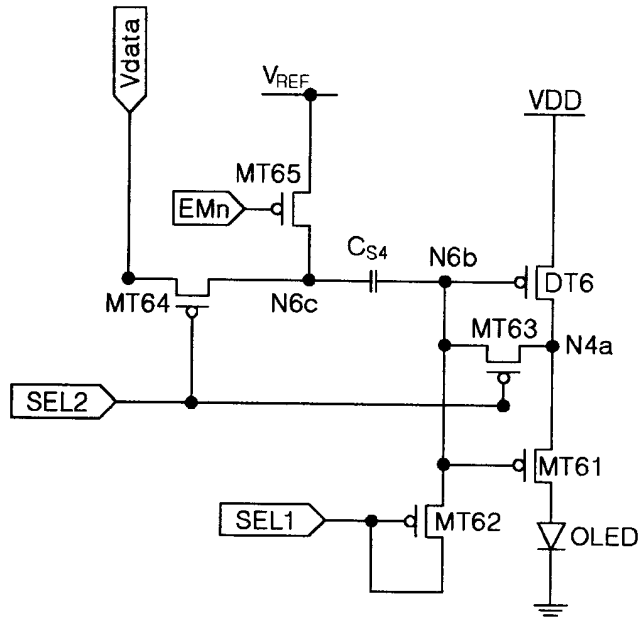 Vdata
VREF
VDD
MT65
EMn
CS4
N6b
DT6
MT64
N6c
MT63
N4a
SEL2
MT61
SEL1
MT62
OLED